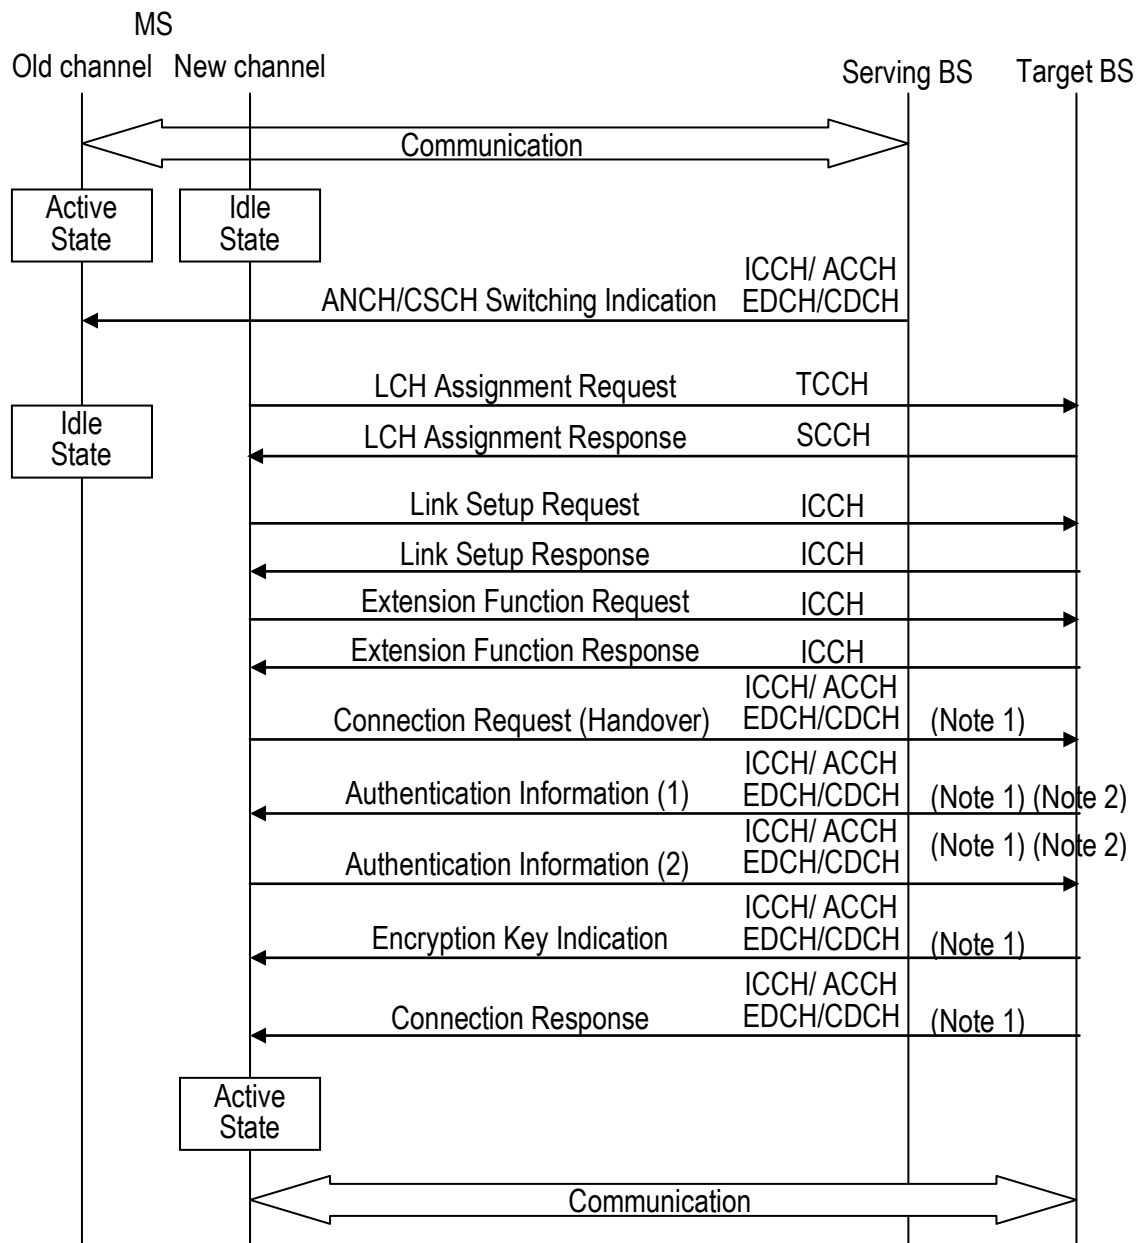 MS
Old channel New channel Serving BS Target BS
Communication
Active
State
Idle
State
ICCH/ ACCH
ANCH/CSCH Switching Indication EDCH/CDCH
LCH Assignment Request TCCH
Idle
State
LCH Assignment Response SCCH
Link Setup Request ICCH
Link Setup Response ICCH
Extension Function Request ICCH
Extension Function Response ICCH
ICCH/ ACCH
Connection Request (Handover) EDCH/CDCH (Note 1)
ICCH/ ACCH
Authentication Information (1) EDCH/CDCH (Note 1) (Note 2)
ICCH/ ACCH
Authentication Information (2) EDCH/CDCH (Note 1) (Note 2)
ICCH/ ACCH
Encryption Key Indication EDCH/CDCH (Note 1)
ICCH/ ACCH
Connection Response EDCH/CDCH (Note 1)
Active
State
Communication